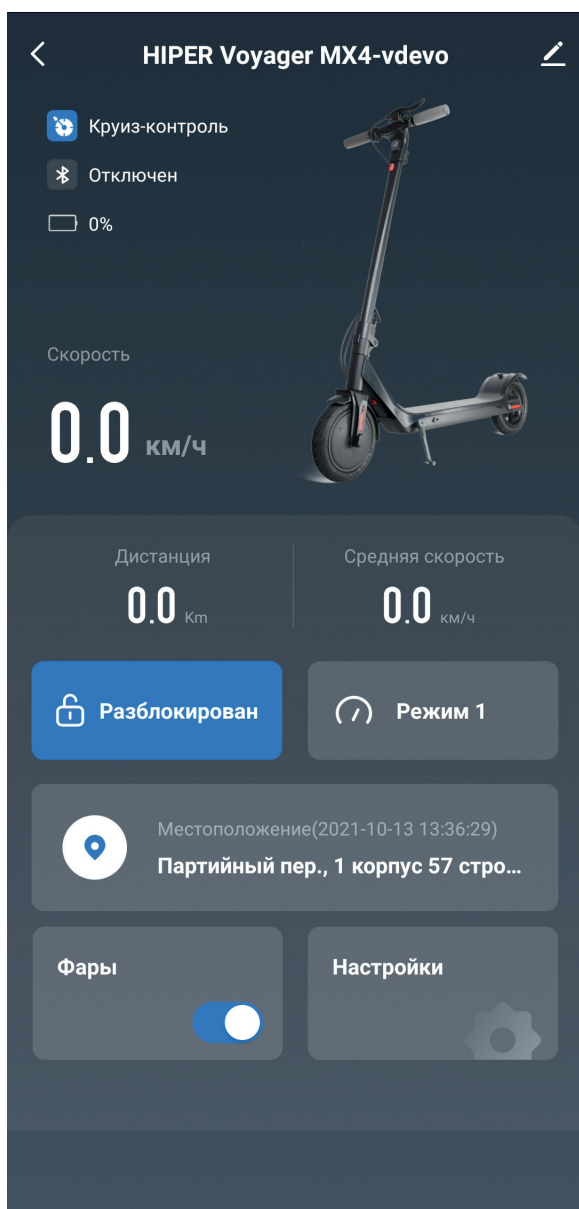 HIPER Voyager MX4-vdevo
Круиз-контроль
Отключен
0%
Скорость
0.0 км/ч
Дистанция
0.0 Km
Средняя скорость
0.0 км/ч
Разблокирован
Режим 1
Местоположение(2021-10-13 13:36:29)
Партийный пер., 1 корпус 57 стро...
Фары
Настройки